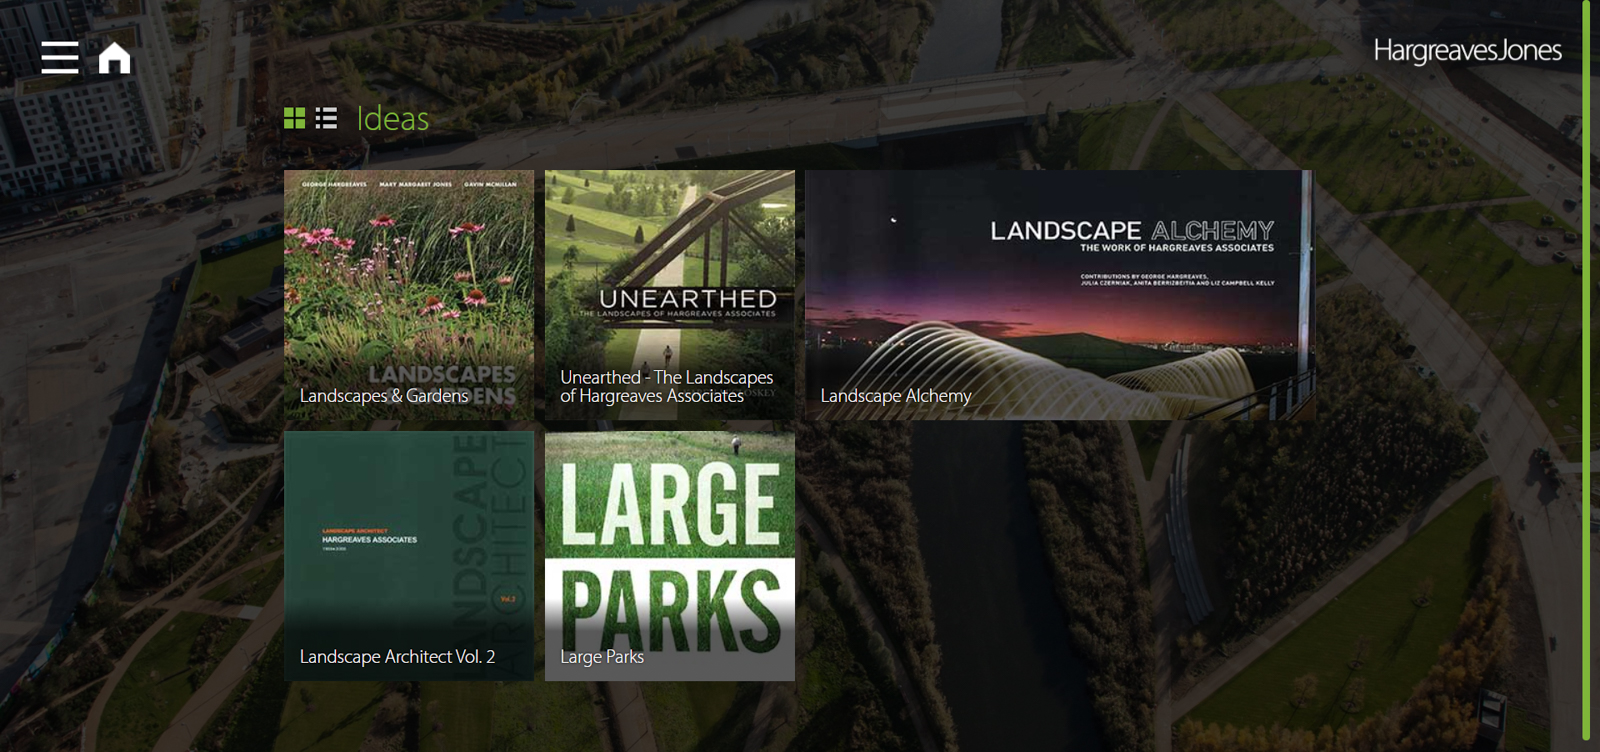 HargreavesJones
Ideas
GEORGE HARGREAVES MARY MARGARET JONES GAVIN MCMILLAN
LANDSCAPES
Landscapes & Gardens
UNEARTHED
THE LANDSCAPES OF HARGREAVES ASSOCIATES
Unearthed - The Landscapes
of Hargreaves Associates
LANDSCAPE ALCHEMY
THE WORK OF HARGREAVES ASSOCIATES
CONTRIBUTIONS BY GEORGE HARGREAVES,
JULIA CZERNIAK, ANITA BERRIZBEITIA AND LIZ CAMPBELL KELLY
Landscape Alchemy
LANDSCAPE ARCHITECT
HARGREAVES ASSOCIATES
Vol.2
LANDSCAPE
ARCHITECT
Landscape Architect Vol. 2
LARGE
PARKS
Large Parks